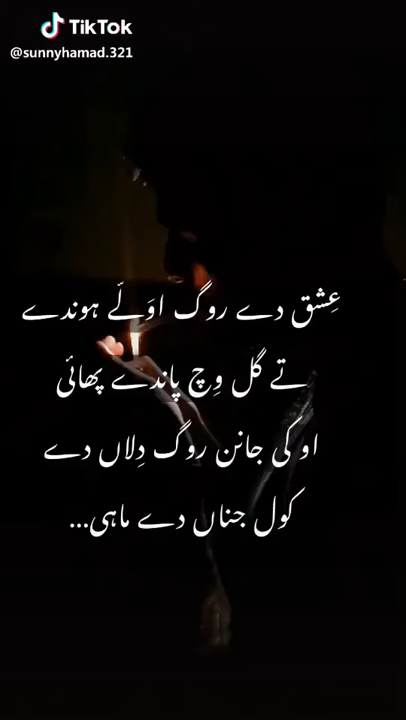 TikTok
@sunnyhamad.321
عِشق دے روگ اوَلّے ہوندے
تے گل وِچ پاندے پھائی
او کی جانن روگ دِلاں دے
کول جناں دے ماہی...